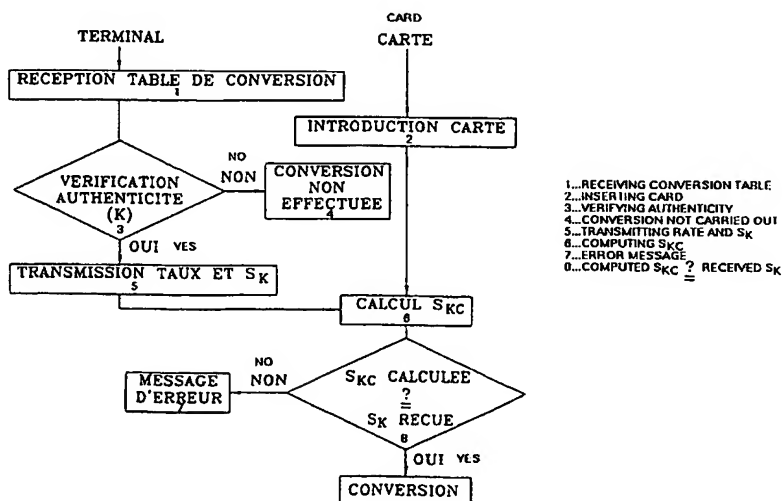 CARD
TERMINAL
CARTE
RECEPTION TABLE DE CONVERSION
1
INTRODUCTION CARTE
2
NO
NON
VERIFICATION
AUTHENTICITE
(K)
3
CONVERSION
NON
EFFECTUEE
4
OUI YES
TRANSMISSION TAUX ET SK
5
CALCUL SKC
6
NO
NON
MESSAGE
D'ERREUR
7
SKC CALCULEE
?
=
SK RECUE
8
OUI YES
CONVERSION
1...RECEIVING CONVERSION TABLE
2...INSERTING CARD
3...VERIFYING AUTHENTICITY
4...CONVERSION NOT CARRIED OUT
5...TRANSMITTING RATE AND SK
6...COMPUTING SKC
7...ERROR MESSAGE
8...COMPUTED SKC ?= RECEIVED SK